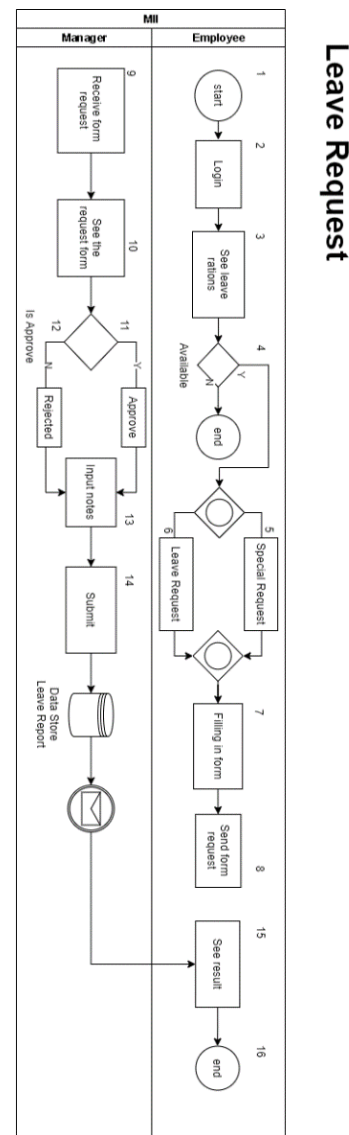 Leave Request
MII
Employee
Manager
1
start
2
Login
3
See leave
rations
4
Y
N
Available
end
5
Special Request
6
Leave Request
7
Filling in form
8
Send form
request
9
Receive form
request
10
See the
request form
11
12
Is Approve
Y
N
Approve
Rejected
13
Input notes
14
Submit
Data Store
Leave Report
15
See result
16
end